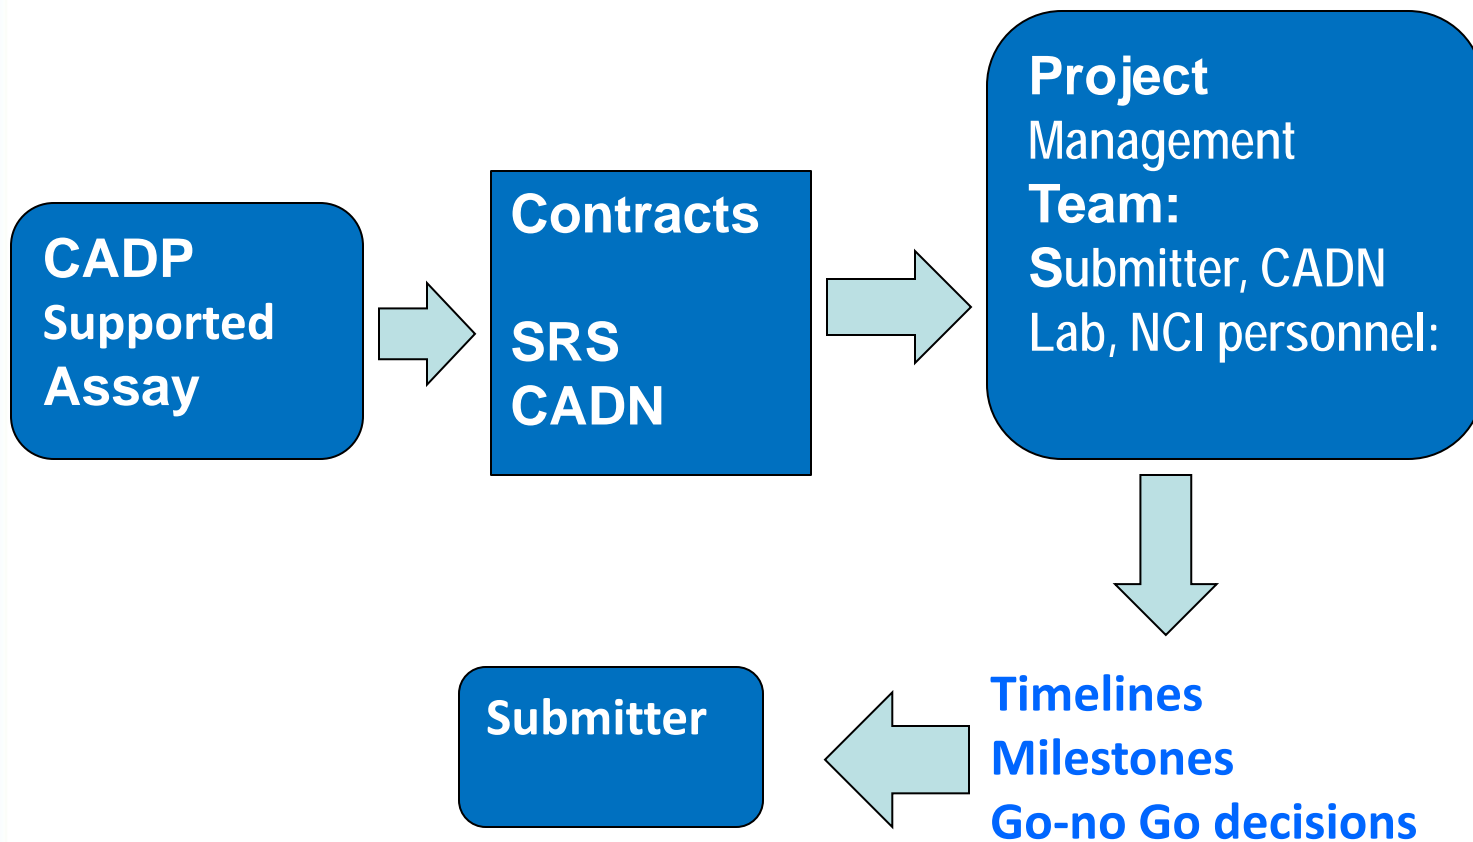 CADP
Supported
Assay
Contracts
SRS
CADN
Project
Management
Team:
Submitter, CADN
Lab, NCI personnel:
Timelines
Milestones
Go-no Go decisions
Submitter